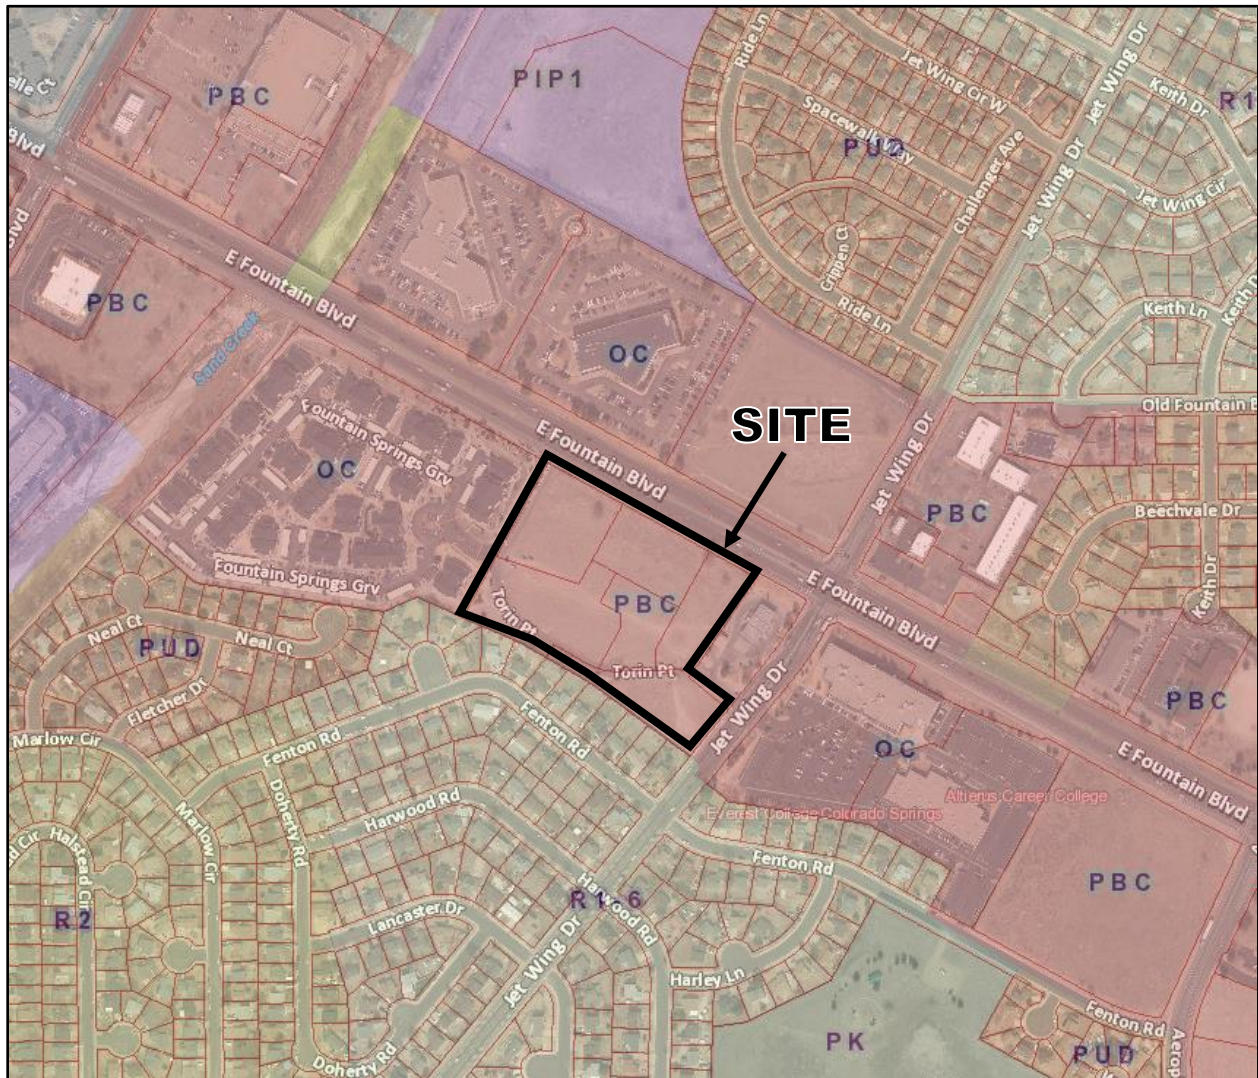 PBC
PIP1
Ride Ln
Jet Wing Cir W
Jet Wing Dr
Keith Dr
R1
elle Ct
Blvd
Spacewalk Way
PUD
Challenger Ave
Jet Wing Cir
Jet Wing Dr
Crippen Ct
E Fountain Blvd
PBC
Ride Ln
Keith Ln
Sand Creek
OC
Old Fountain B
SITE
Fountain Springs Grv
OC
E Fountain Blvd
Jet Wing Dr
PBC
Beechvale Dr
Fountain Springs Grv
Keith Dr
PBC
E Fountain Blvd
Torin Pt
Neal Ct
Neal Ct
PUD
Torin Pt
Fletcher Dr
Jet Wing Dr
PBC
Marlow Cir
Fenton Rd
Fenton Rd
OC
E Fountain Blvd
Doherty Rd
Harwood Rd
Altierus Career College
Everest College Colorado Springs
Marlow Cir
Halstead Cir
Fenton Rd
PBC
R2
Lancaster Dr
R1-6
Harwood Rd
Jet Wing Dr
Harley Ln
Fenton Rd
PK
PUD
Aerop
Doherty Rd